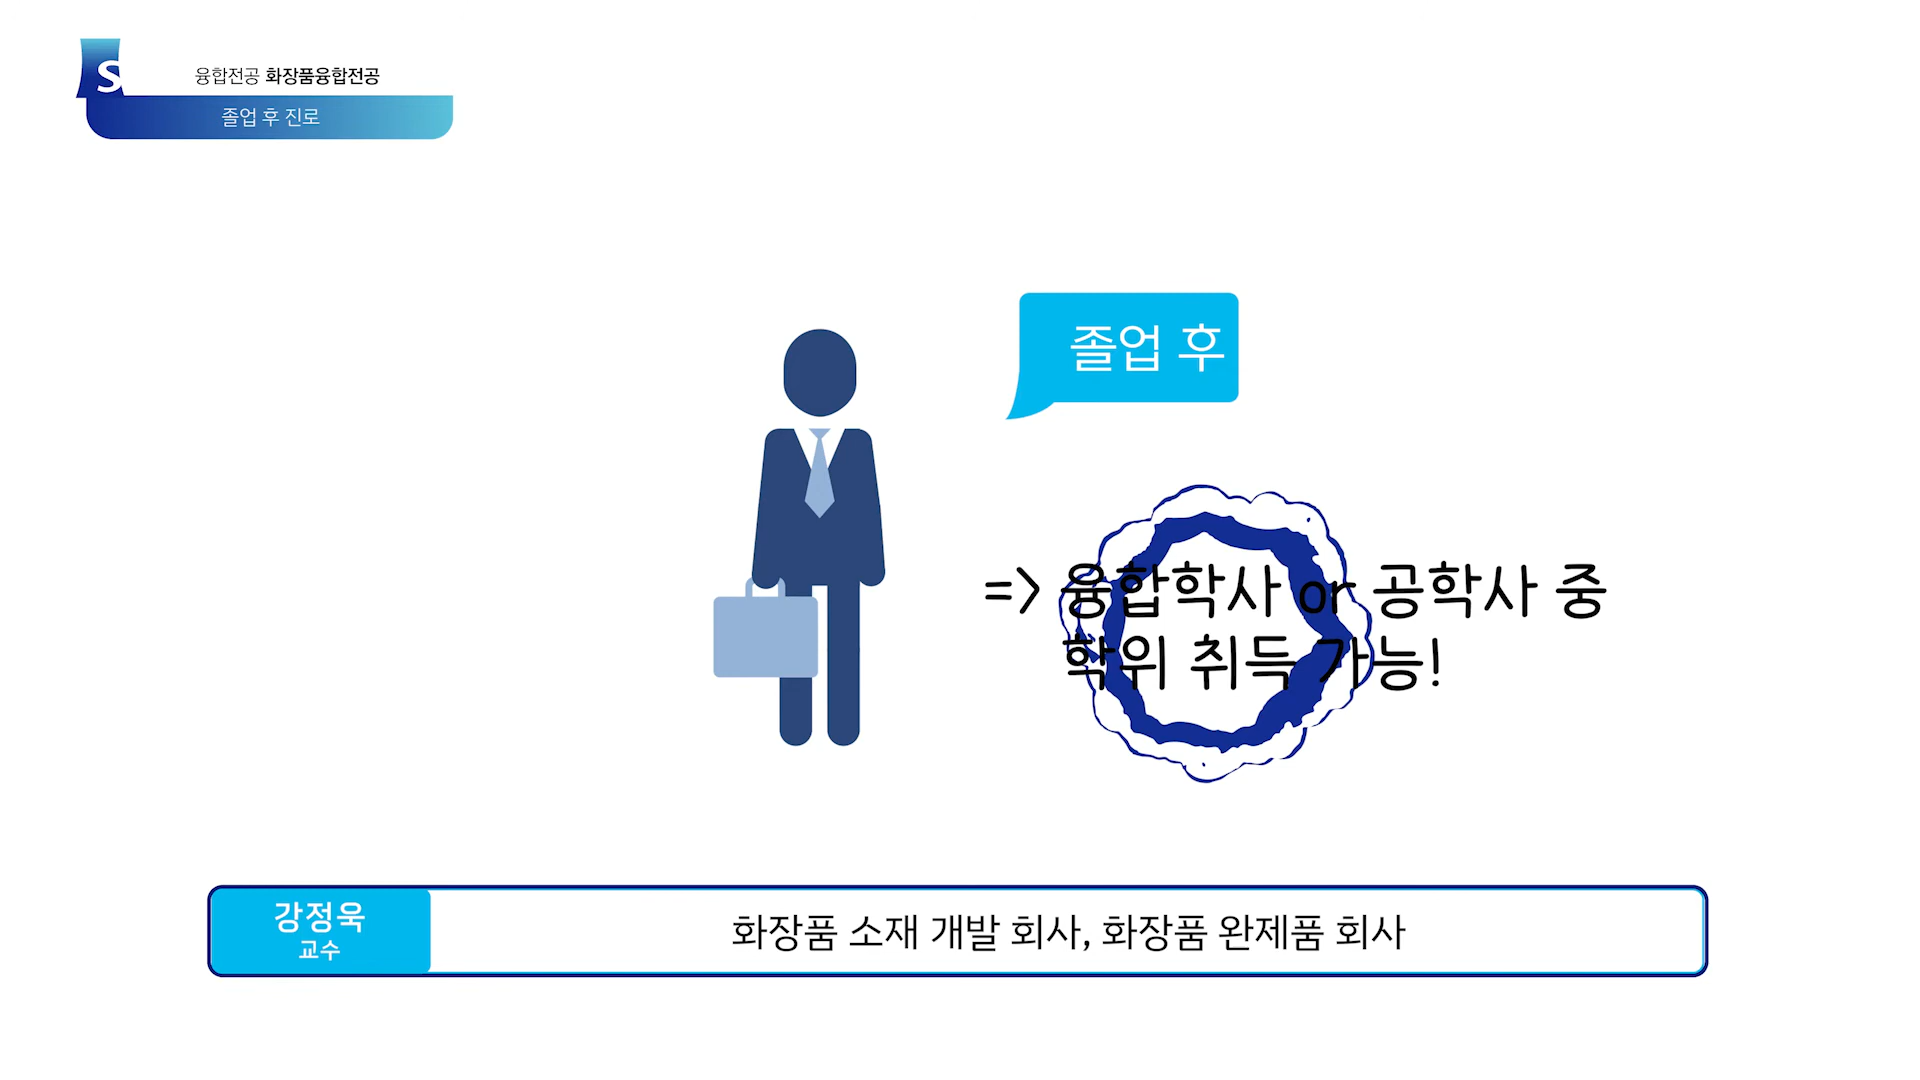 S
융합전공 화장품융합전공
졸업 후 진로
졸업 후
=> 융합학사 or 공학사 중
학위 취득 가능!
강정욱
교수
화장품 소재 개발 회사, 화장품 완제품 회사